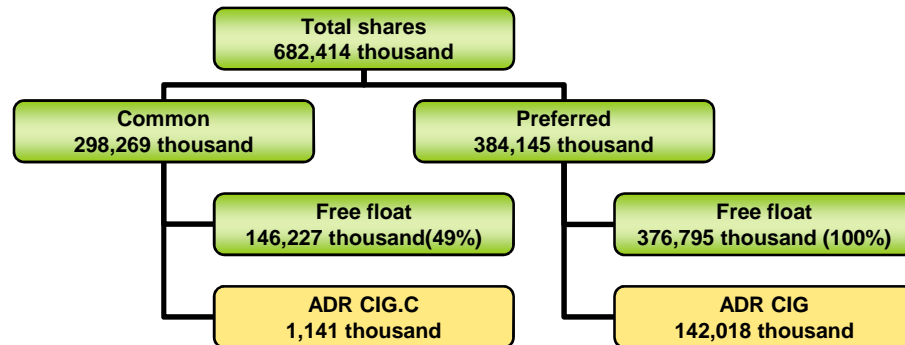 Total shares
682,414 thousand
Common
298,269 thousand
Preferred
384,145 thousand
Free float
146,227 thousand(49%)
Free float
376,795 thousand (100%)
ADR CIG.C
1,141 thousand
ADR CIG
142,018 thousand